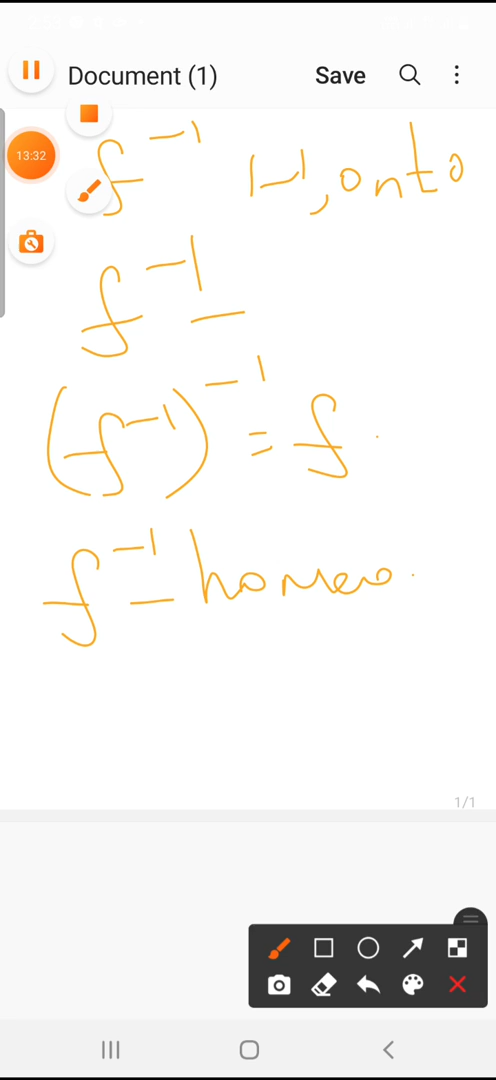 Document (1) Save
13:32
f⁻¹ 1-1, onto
f⁻¹ –
(f⁻¹)⁻¹ = f.
f⁻¹ – homeo.
1/1